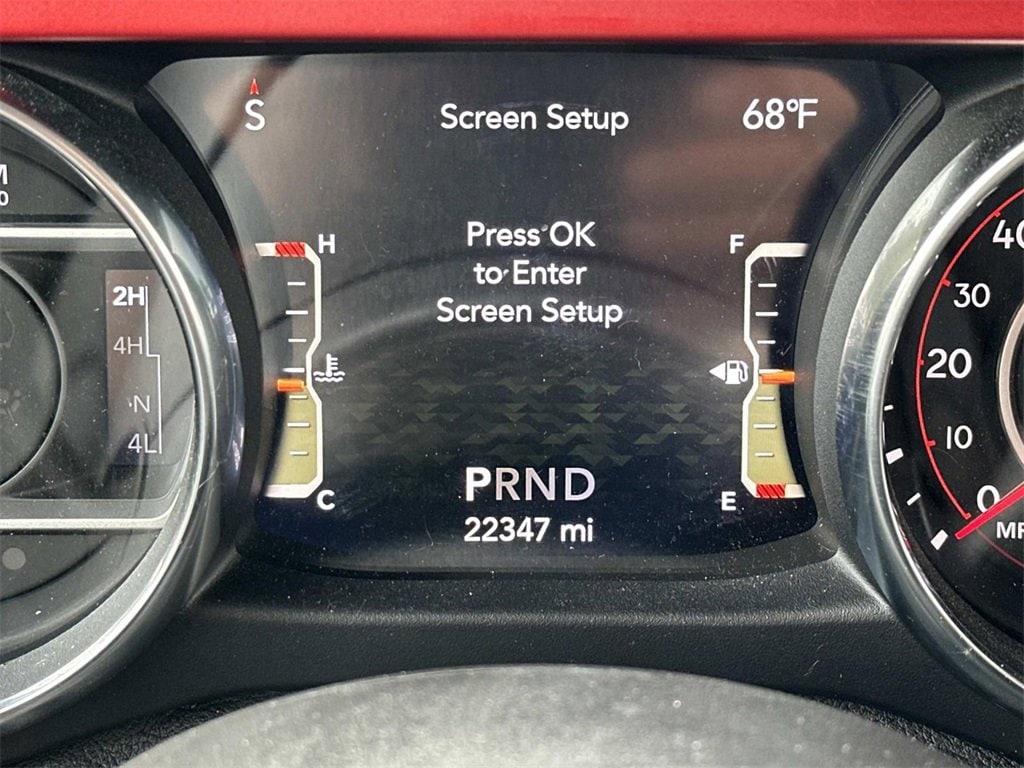 S Screen Setup 68°F
Press OK
to Enter
Screen Setup
H
C
F
E
2H
4H
N
4L
PRND
22347 mi
40
30
20
10
0